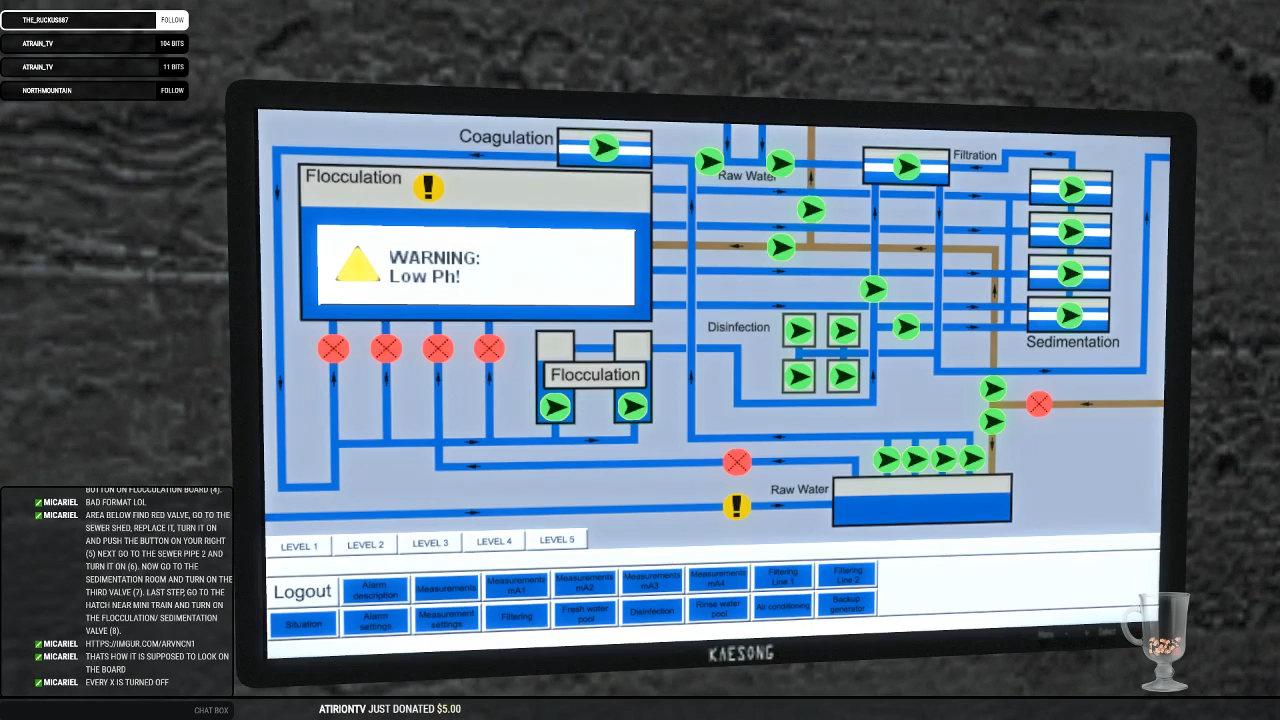 THE_RUCKUS887 FOLLOW
ATRAIN_TV 104 BITS
ATRAIN_TV 11 BITS
NORTHMOUNTAIN FOLLOW
Coagulation
Raw Water
Filtration
Flocculation
!
WARNING:
Low Ph!
Disinfection
Sedimentation
Flocculation
Raw Water
!
LEVEL 1 LEVEL 2 LEVEL 3 LEVEL 4 LEVEL 5
Logout
Alarm description
Measurements
Measurements mA1
Measurements mA2
Measurements mA3
Measurements mA4
Filtering Line 1
Filtering Line 2
Situation
Alarm settings
Measurement settings
Filtering
Fresh water pool
Disinfection
Rinse water pool
Air conditioning
Backup generator
KAESONG
BUTTON ON FLOCCULATION BOARD (4).
MICARIEL BAD FORMAT LOL
MICARIEL AREA BELOW FIND RED VALVE, GO TO THE
SEWER SHED, REPLACE IT, TURN IT ON
AND PUSH THE BUTTON ON YOUR RIGHT
(5) NEXT GO TO THE SEWER PIPE 2 AND
TURN IT ON (6). NOW GO TO THE
SEDIMENTATION ROOM AND TURN ON THE
THIRD VALVE (7). LAST STEP, GO TO THE
HATCH NEAR MINI TRAIN AND TURN ON
THE FLOCCULATION/ SEDIMENTATION
VALVE (8).
MICARIEL HTTPS://IMGUR.COM/ARVNCN1
MICARIEL THATS HOW IT IS SUPPOSED TO LOOK ON
THE BOARD
MICARIEL EVERY X IS TURNED OFF
CHAT BOX
ATIRIONTV JUST DONATED $5.00